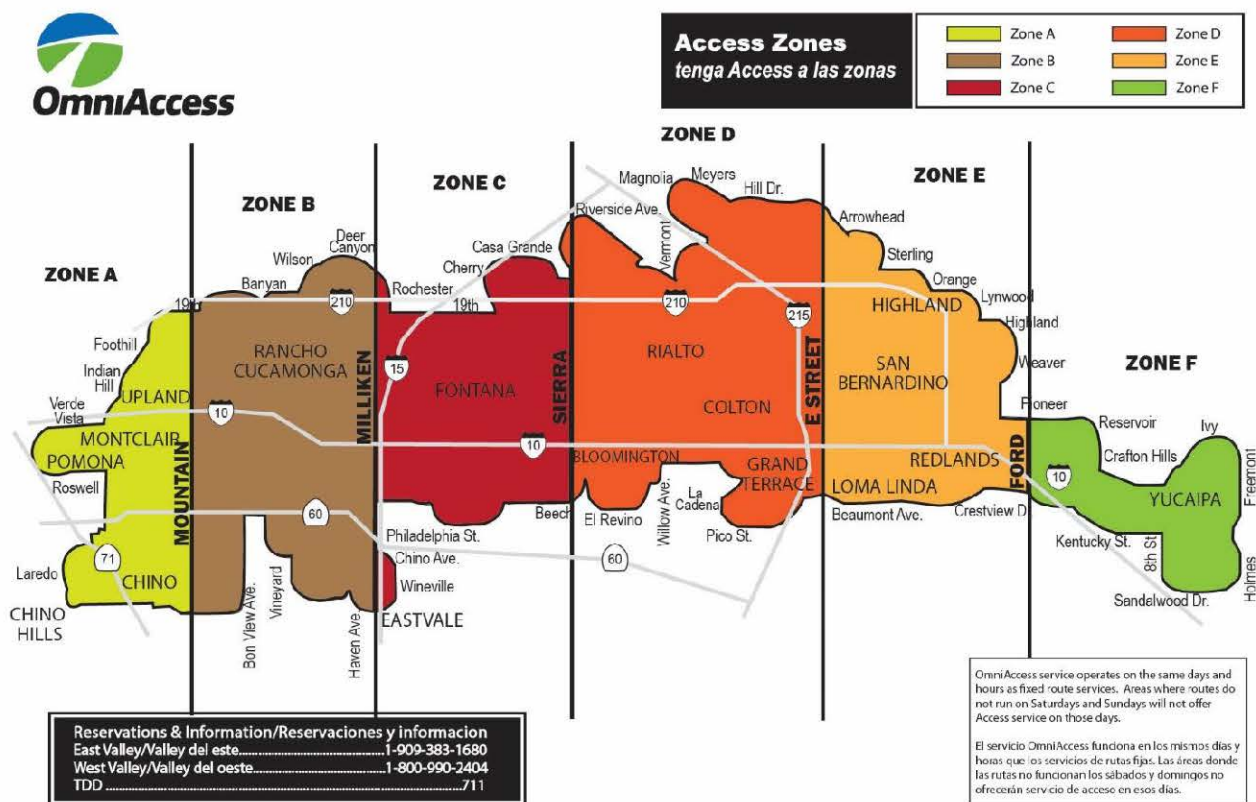 OmniAccess
Access Zones
tenga Access a las zonas
Zone A
Zone B
Zone C
Zone D
Zone E
Zone F
ZONE A
ZONE B
ZONE C
ZONE D
ZONE E
ZONE F
19th
Foothill
Indian
Hill
Verde
Vista
UPLAND
MONTCLAIR
POMONA
Roswell
71
Laredo
CHINO
CHINO
HILLS
MOUNTAIN
Banyan
Wilson
Deer
Canyon
210
RANCHO
CUCAMONGA
10
60
Bon View Ave.
Vineyard
Haven Ave.
MILLIKEN
Rochester
19th
Cherry
Casa Grande
15
FONTANA
10
Beech
Philadelphia St.
Chino Ave.
Wineville
EASTVALE
SIERRA
Riverside Ave.
Magnolia
Meyers
Hill Dr.
Vermont
210
215
RIALTO
COLTON
BLOOMINGTON
GRAND
TERRACE
El Revino
Willow Ave.
La
Cadena
Pico St.
60
E STREET
Arrowhead
Sterling
Orange
Lynwood
Highland
Weaver
Pioneer
HIGHLAND
SAN
BERNARDINO
REDLANDS
LOMA LINDA
Beaumont Ave.
Crestview D.
FORD
10
Reservoir
Crafton Hills
Ivy
Freemont
YUCAIPA
Kentucky St.
8th St
Sandalwood Dr.
Holmes
Reservations & Information/Reservaciones y informacion
East Valley/Valley del este..........................1-909-383-1680
West Valley/Valley del oeste..........................1-800-990-2404
TDD ..........................711
OmniAccess service operates on the same days and
hours as fixed route services. Areas where routes do
not run on Saturdays and Sundays will not offer
Access service on those days.
El servicio OmniAccess funciona en los mismos días y
horas que los servicios de rutas fijas. Las áreas donde
las rutas no funcionan los sábados y domingos no
ofrecerán servicio de acceso en esos días.